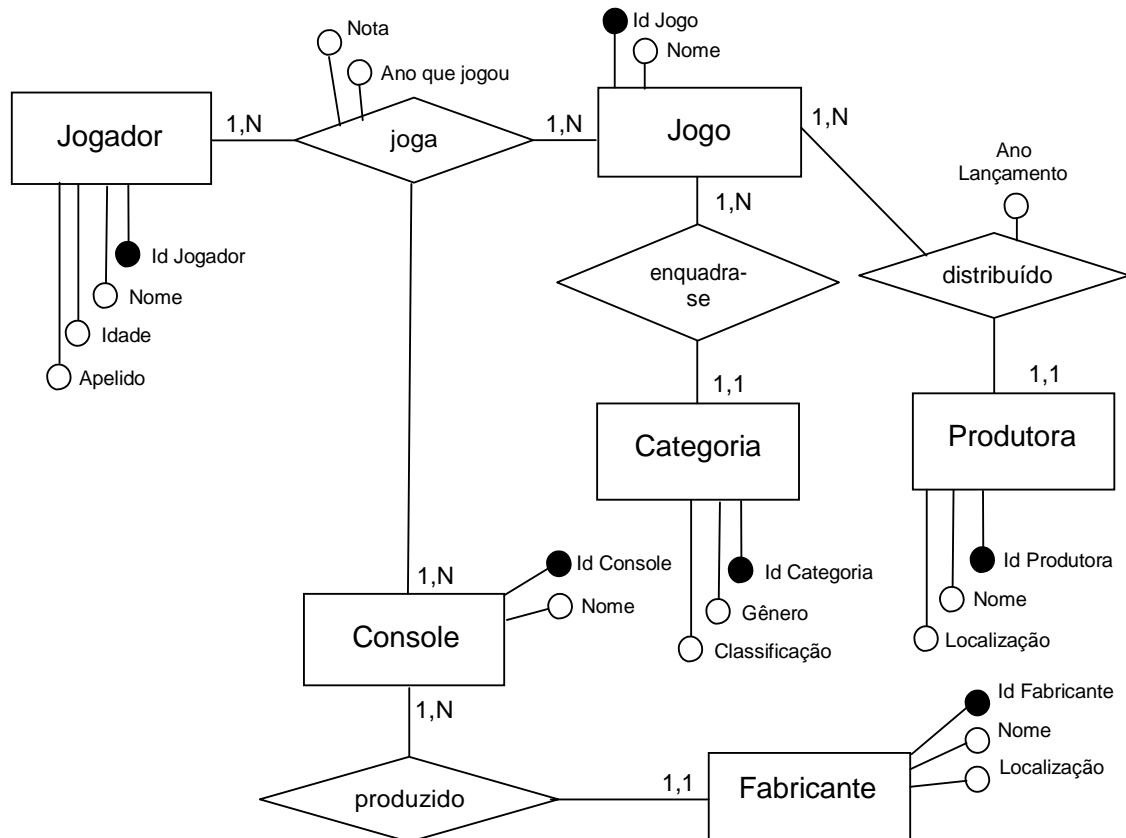 Nota
Id Jogo
Nome
Ano que jogou
Jogador
1,N
joga
1,N
Jogo
1,N
Ano
Lançamento
1,N
Id Jogador
Nome
Idade
Apelido
enquadra-
se
distribuído
1,1
1,1
Categoria
Produtora
1,N
Id Console
Nome
Console
Id Categoria
Gênero
Classificação
Id Produtora
Nome
Localização
1,N
Id Fabricante
Nome
Localização
produzido
1,1
Fabricante